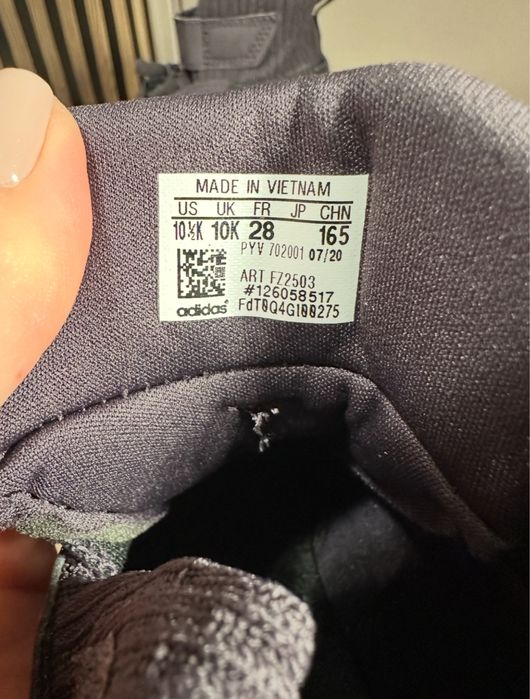 MADE IN VIETNAM
US UK FR JP CHN
10½K 10K 28 165
PYV 702001 07/20
ART FZ2503
#126058517
adidas FdT0Q4GI00275